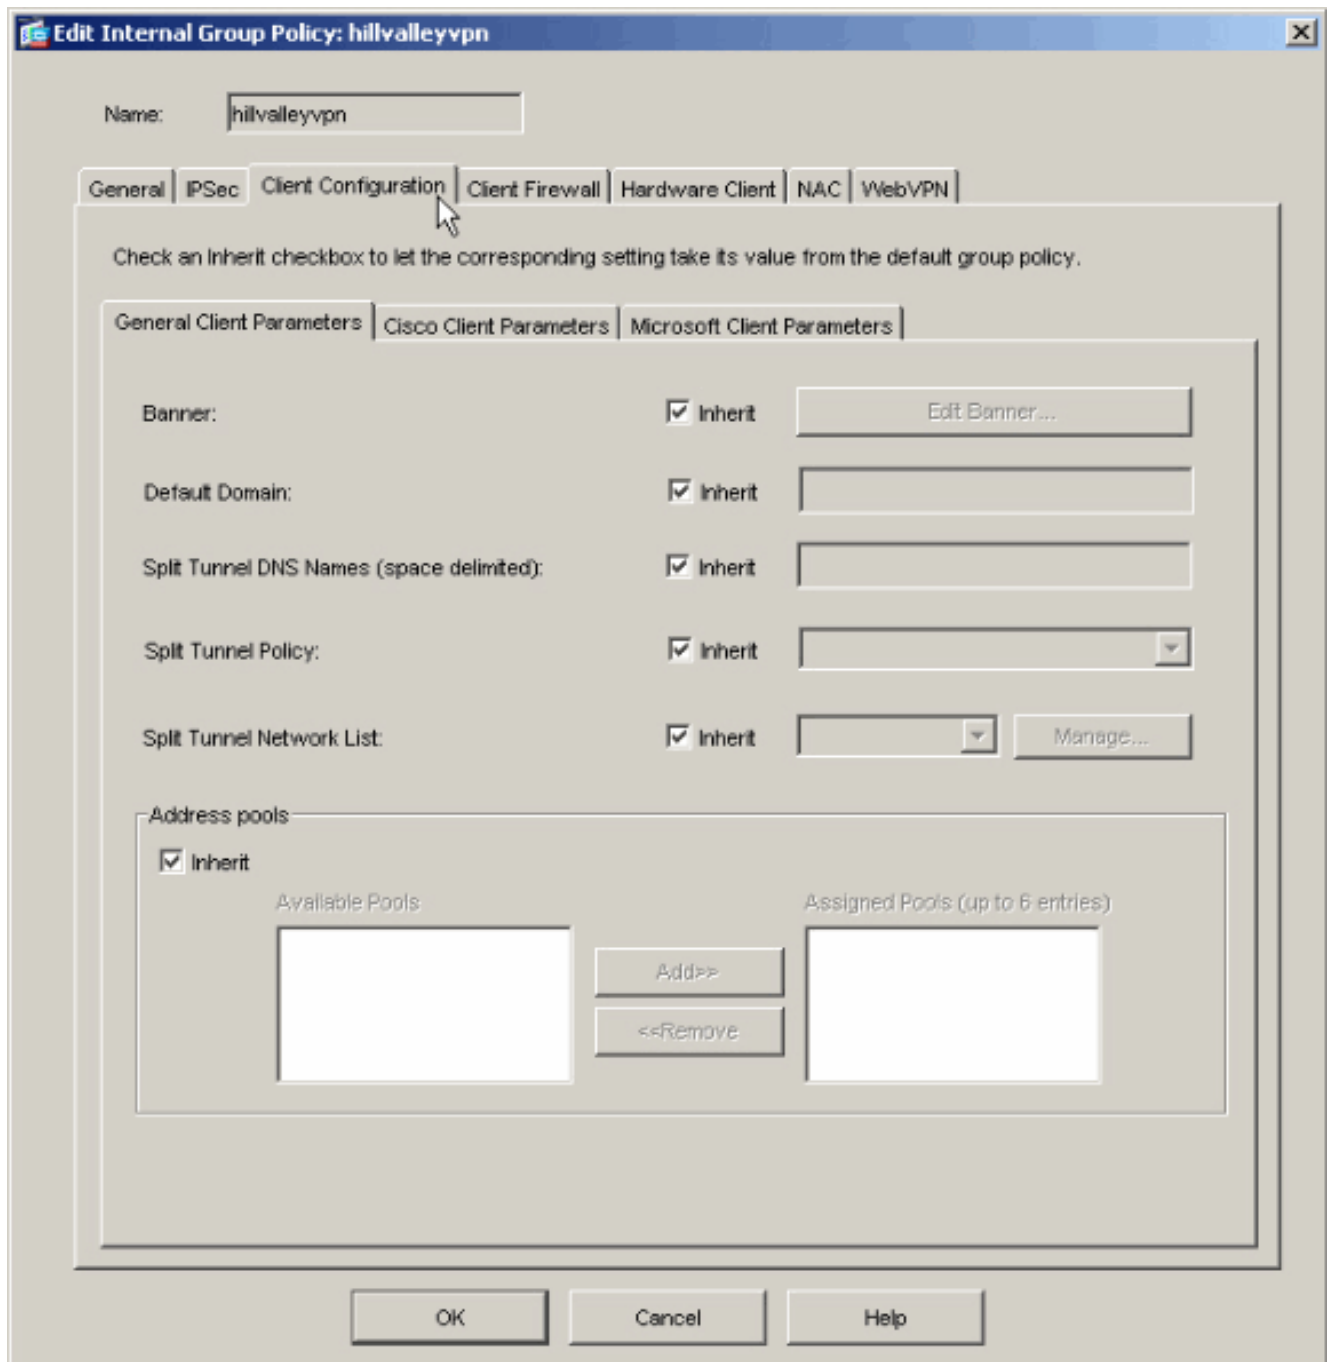 Edit Internal Group Policy: hillvalleyvpn
Name: hillvalleyvpn
General IPSec Client Configuration Client Firewall Hardware Client NAC WebVPN
Check an Inherit checkbox to let the corresponding setting take its value from the default group policy.
General Client Parameters Cisco Client Parameters Microsoft Client Parameters
Banner: Inherit Edit Banner...
Default Domain: Inherit
Split Tunnel DNS Names (space delimited): Inherit
Split Tunnel Policy: Inherit
Split Tunnel Network List: Inherit Manage...
Address pools
Inherit
Available Pools Assigned Pools (up to 6 entries)
Add>>
<<Remove
OK Cancel Help